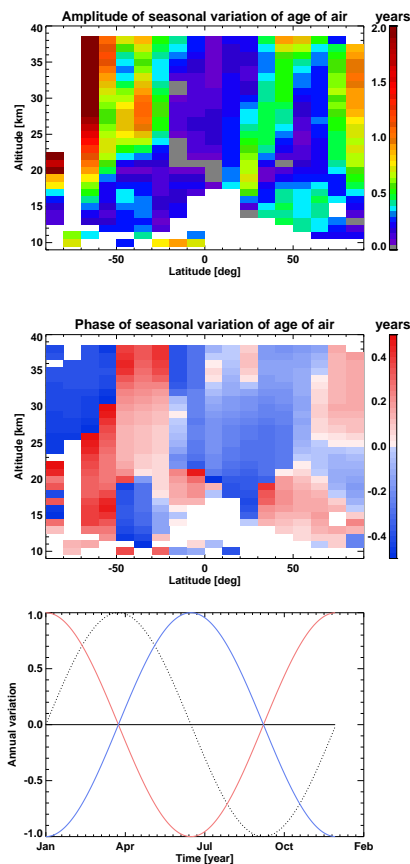 Amplitude of seasonal variation of age of air years
40
35
30
25
20
15
10
Altitude [km]
-50 0 50
Latitude [deg]
2.0
1.5
1.0
0.5
0.0
Phase of seasonal variation of age of air years
40
35
30
25
20
15
10
Altitude [km]
-50 0 50
Latitude [deg]
0.4
0.2
0.0
-0.2
-0.4
1.0
0.5
0.0
-0.5
-1.0
Annual variation
Jan Apr Jul Oct Feb
Time [year]